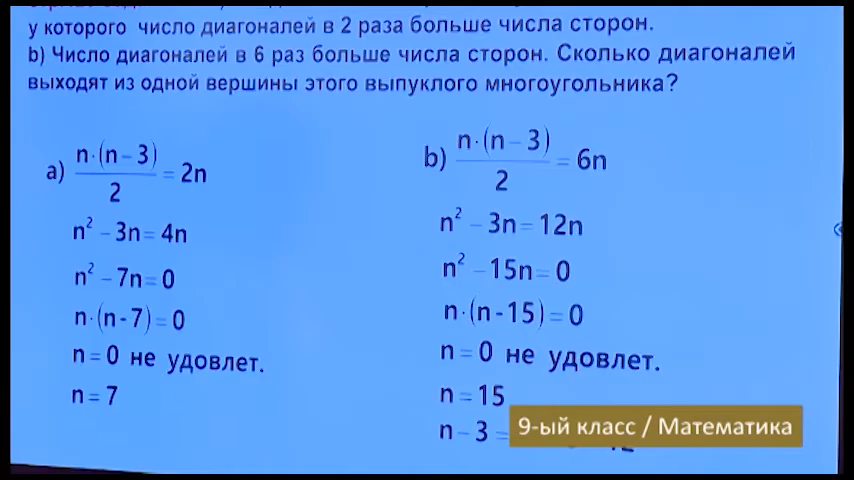 у которого число диагоналей в 2 раза больше числа сторон.
b) Число диагоналей в 6 раз больше числа сторон. Сколько диагоналей
выходят из одной вершины этого выпуклого многоугольника?
a) n·(n – 3)/2 = 2n
n² – 3n = 4n
n² – 7n = 0
n·(n - 7) = 0
n = 0 не удовлет.
n = 7
b) n·(n – 3)/2 = 6n
n² – 3n = 12n
n² – 15n = 0
n·(n - 15) = 0
n = 0 не удовлет.
n = 15
n – 3 =
9-ый класс / Математика